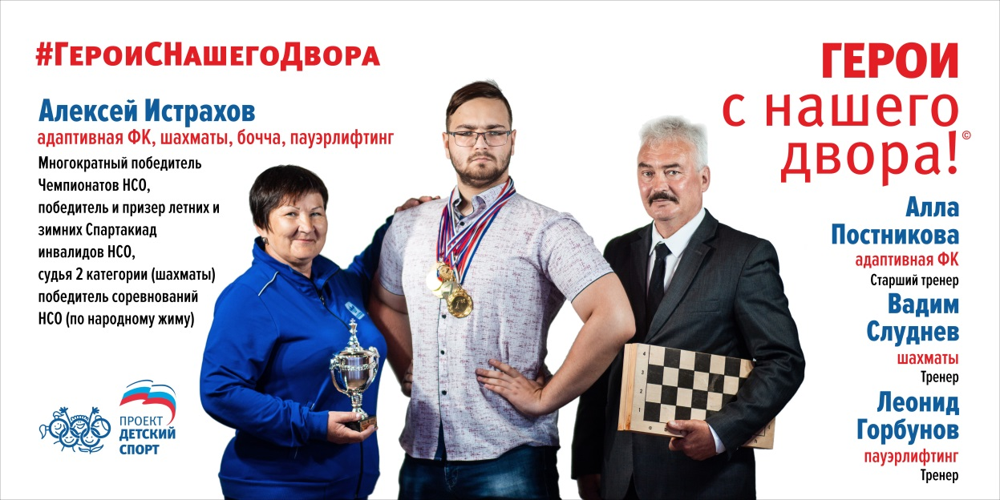 #ГероиСНашегоДвора
Алексей Истрахов
адаптивная ФК, шахматы, бочча, пауэрлифтинг
Многократный победитель
Чемпионатов НСО,
победитель и призер летних и
зимних Спартакиад
инвалидов НСО,
судья 2 категории (шахматы)
победитель соревнований
НСО (по народному жиму)
ПРОЕКТ
ДЕТСКИЙ
СПОРТ
ГЕРОИ
с нашего
двора!©
Алла
Постникова
адаптивная ФК
Старший тренер
Вадим
Слуднев
шахматы
Тренер
Леонид
Горбунов
пауэрлифтинг
Тренер